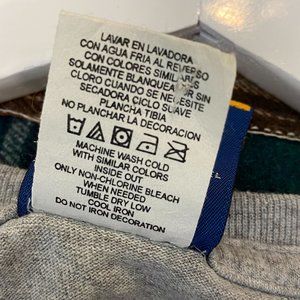 LAVAR EN LAVADORA
CON AGUA FRIA AL REVERSO
CON COLORES SIMILARES
SOLAMENTE BLANQUEAR SIN
CLORO CUANDO SE NECESITE
SECADORA CICLO SUAVE
PLANCHA TIBIA
NO PLANCHAR LA DECORACION
MACHINE WASH COLD
WITH SIMILAR COLORS
INSIDE OUT
ONLY NON-CHLORINE BLEACH
WHEN NEEDED
TUMBLE DRY LOW
COOL IRON
DO NOT IRON DECORATION